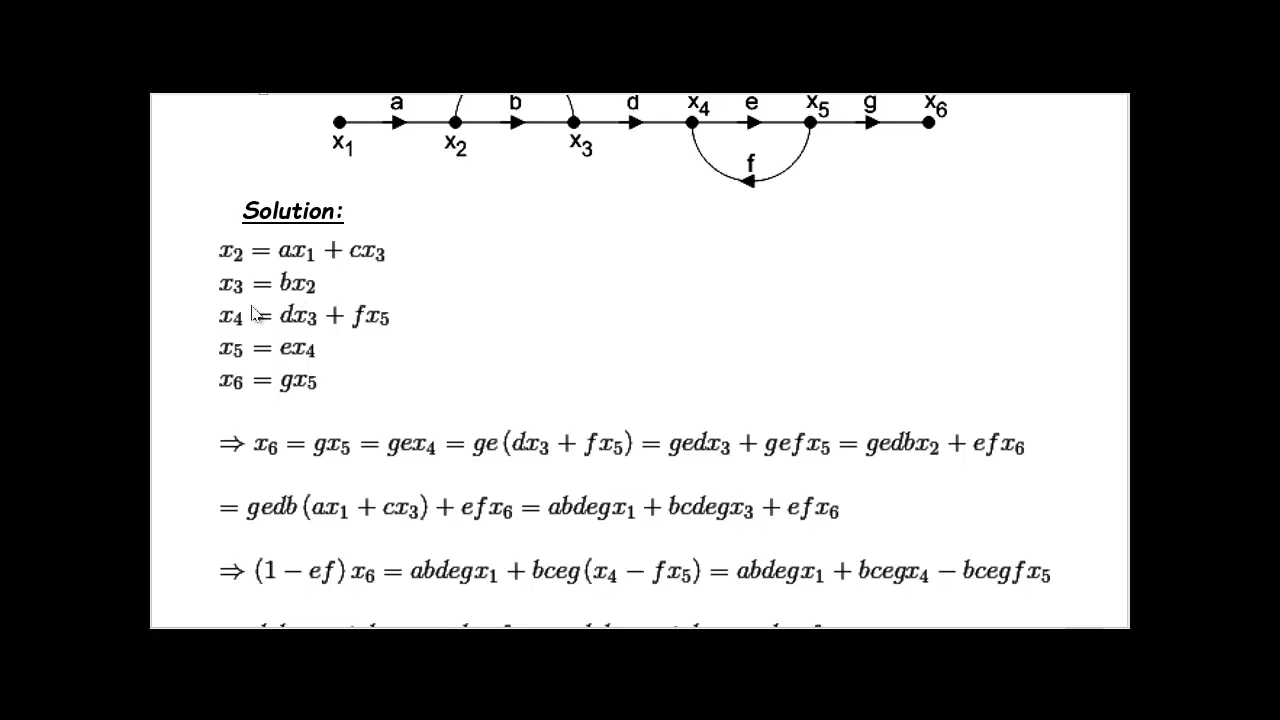 a b d x4 e x5 g x6
x1 x2 x3 f
Solution:
x₂ = ax₁ + cx₃
x₃ = bx₂
x₄ = dx₃ + fx₅
x₅ = ex₄
x₆ = gx₅
⇒ x₆ = gx₅ = gex₄ = ge (dx₃ + fx₅) = gedx₃ + gefx₅ = gedbx₂ + efx₆
= gedb (ax₁ + cx₃) + efx₆ = abdegx₁ + bcdegx₃ + efx₆
⇒ (1 − ef) x₆ = abdegx₁ + bceg (x₄ − fx₅) = abdegx₁ + bcegx₄ − bcegfx₅